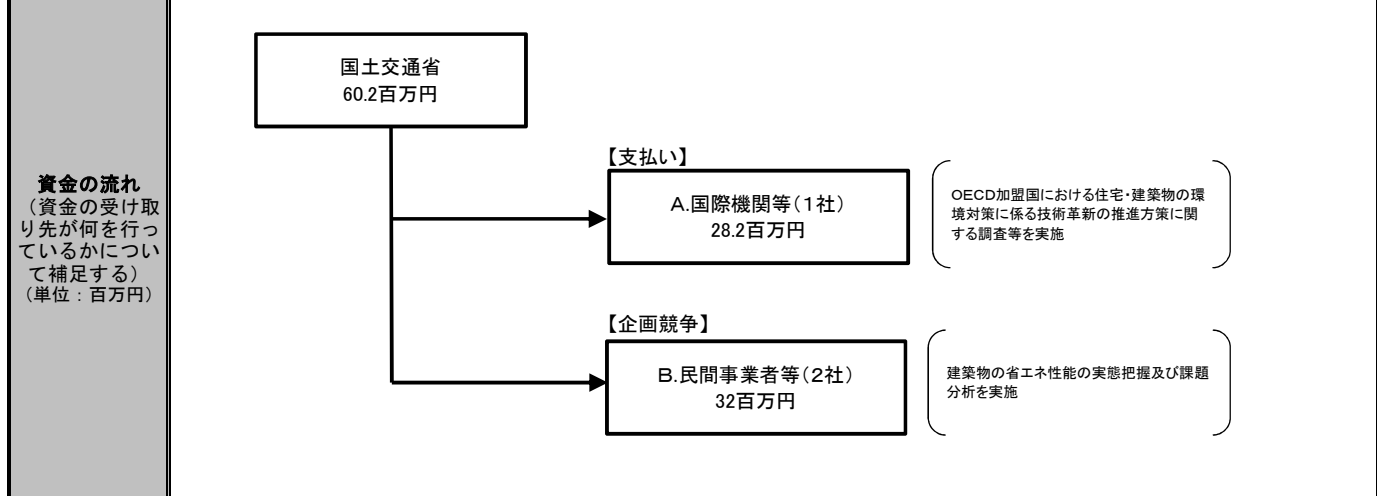 資金の流れ
（資金の受け取
り先が何を行っ
ているかについ
て補足する）
（単位：百万円）
国土交通省
60.2百万円
【支払い】
A.国際機関等（1社）
28.2百万円
OECD加盟国における住宅・建築物の環
境対策に係る技術革新の推進方策に関
する調査等を実施
【企画競争】
B.民間事業者等（2社）
32百万円
建築物の省エネ性能の実態把握及び課題
分析を実施